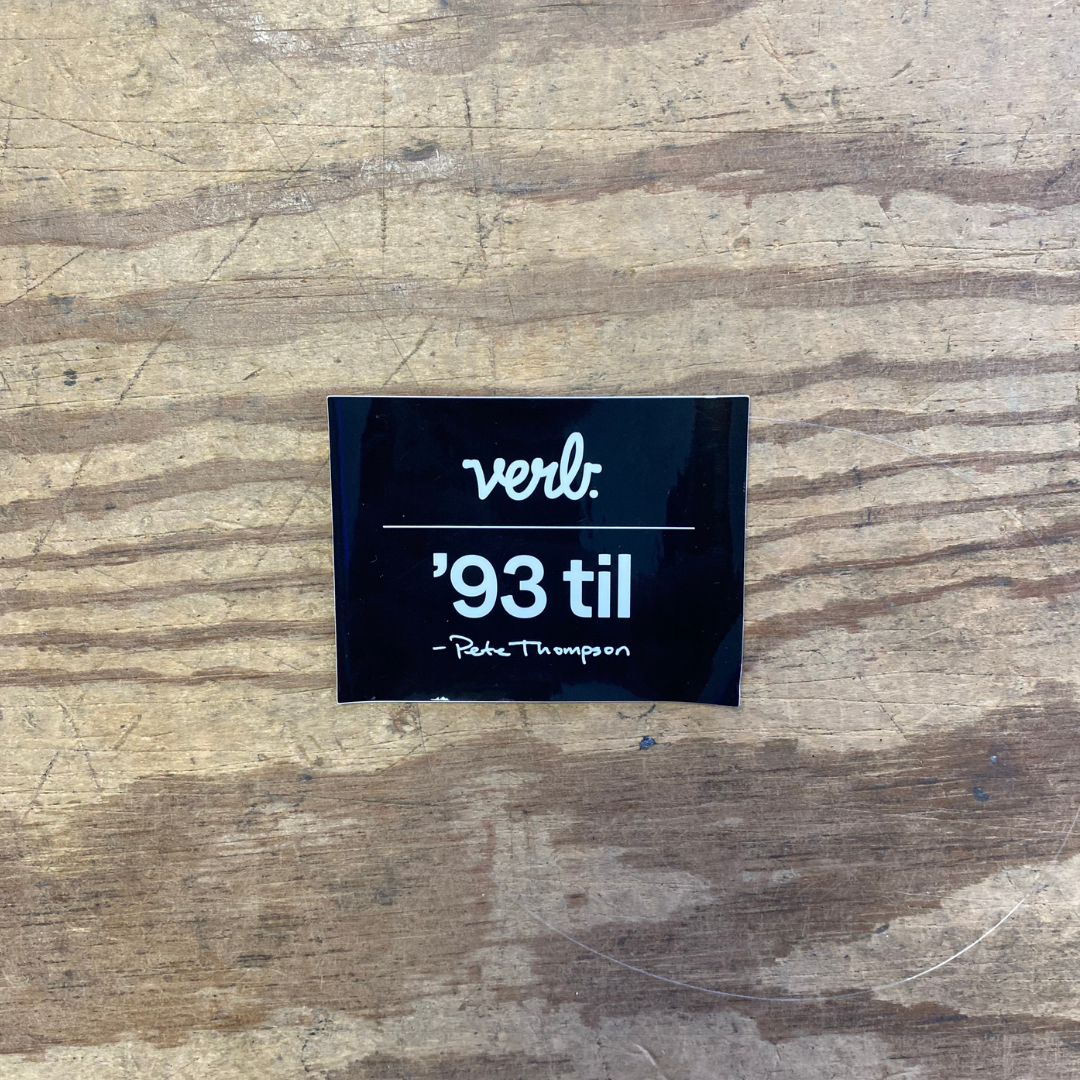 verb.
’93 til
- Pete Thompson